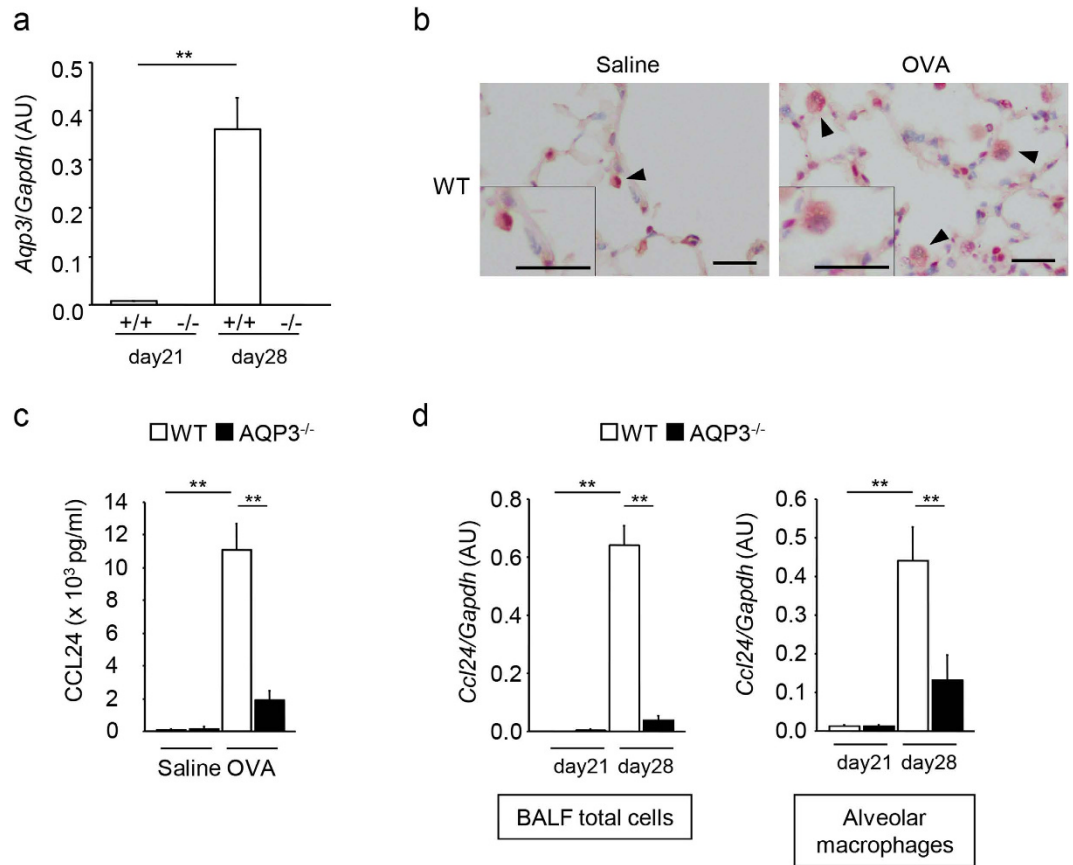 a
**
0.5
0.4
0.3
0.2
0.1
0.0
Aqp3/Gapdh (AU)
+/+ -/- +/+ -/-
day21 day28
b
Saline OVA
WT
c
WT AQP3-/-
14
12
10
8
6
4
2
0
CCL24 (x 10³ pg/ml)
**
**
Saline OVA
d
WT AQP3-/-
0.8
0.6
0.4
0.2
0.0
Ccl24/Gapdh (AU)
**
**
day21 day28
BALF total cells
0.6
0.5
0.4
0.3
0.2
0.1
0.0
Ccl24/Gapdh (AU)
**
**
day21 day28
Alveolar
macrophages